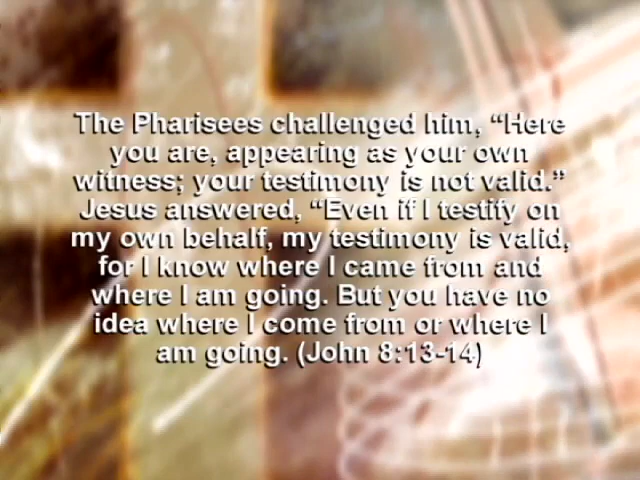 The Pharisees challenged him, “Here
you are, appearing as your own
witness; your testimony is not valid.”
Jesus answered, “Even if I testify on
my own behalf, my testimony is valid,
for I know where I came from and
where I am going. But you have no
idea where I come from or where I
am going. (John 8:13-14)